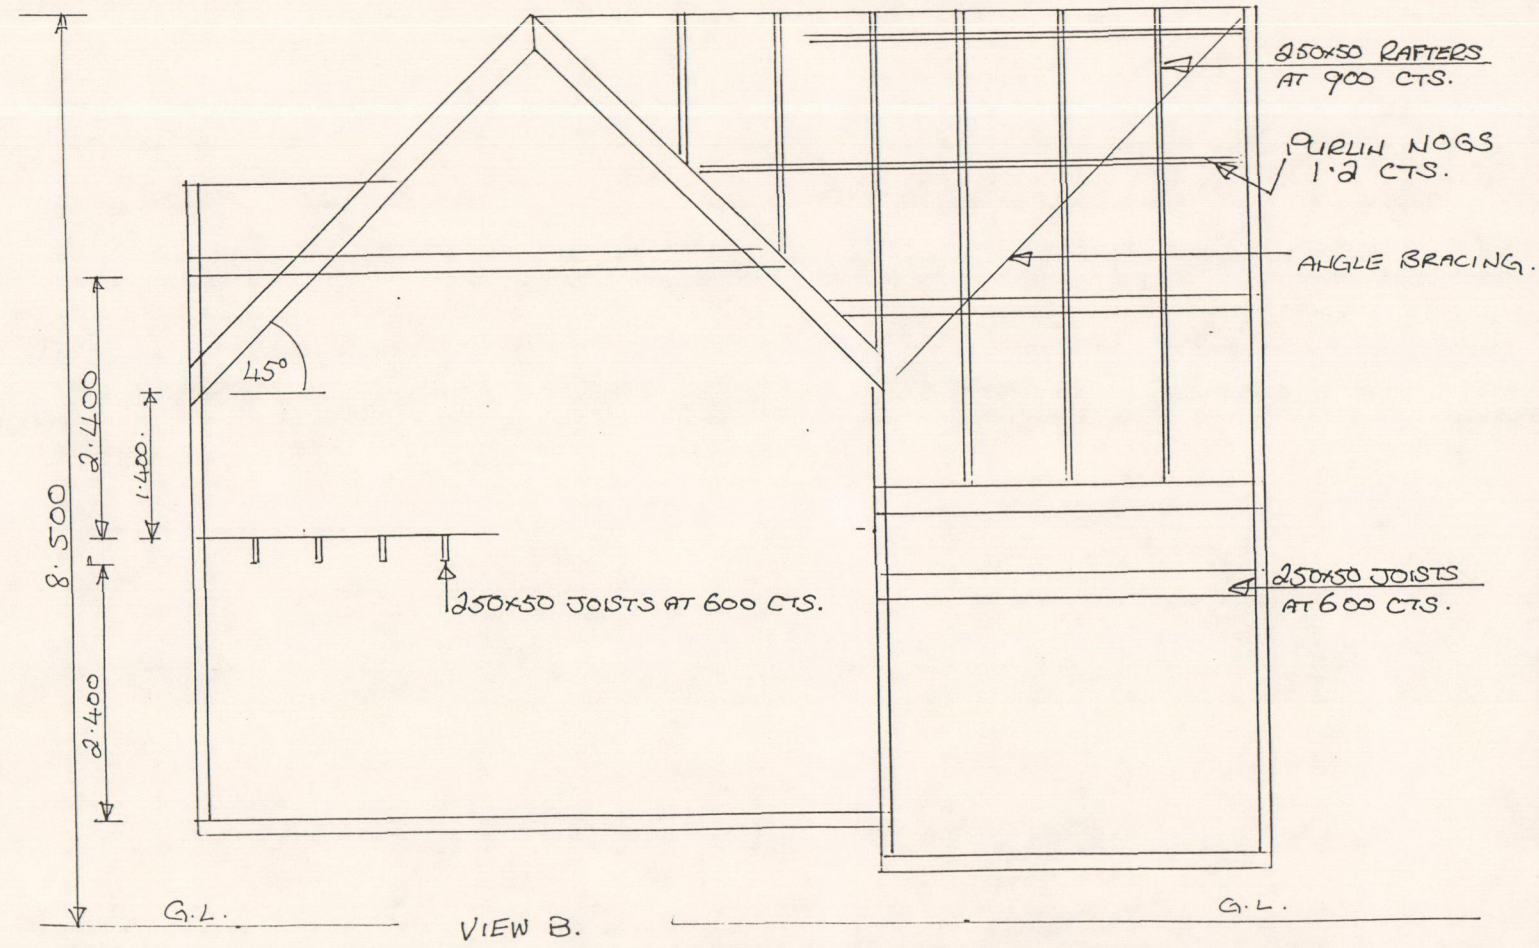 250x50 RAFTERS
AT 900 CTS.
PURLIN NOGS
1·2 CTS.
ANGLE BRACING.
45°
2·400
1·400.
8·500
250x50 JOISTS AT 600 CTS.
250x50 JOISTS
AT 600 CTS.
2·400
G.L.
VIEW B.
G.L.